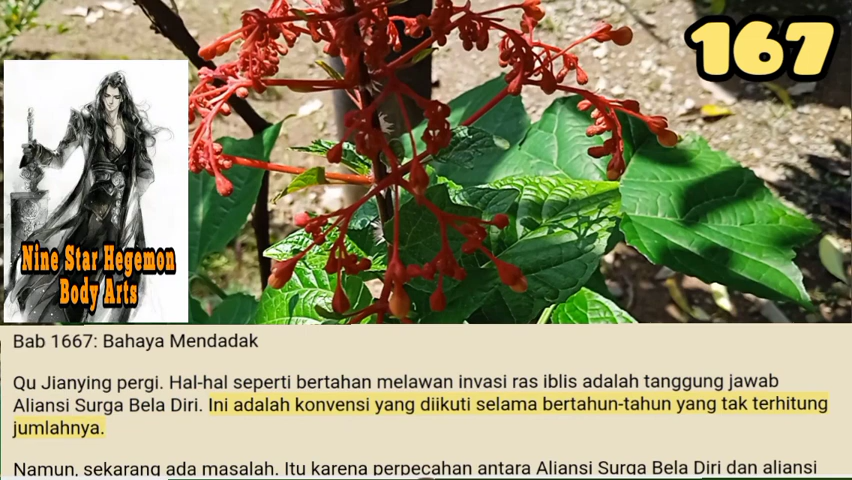 167
Nine Star Hegemon
Body Arts
Bab 1667: Bahaya Mendadak
Qu Jianying pergi. Hal-hal seperti bertahan melawan invasi ras iblis adalah tanggung jawab
Aliansi Surga Bela Diri. Ini adalah konvensi yang diikuti selama bertahun-tahun yang tak terhitung
jumlahnya.
Namun, sekarang ada masalah. Itu karena perpecahan antara Aliansi Surga Bela Diri dan aliansi